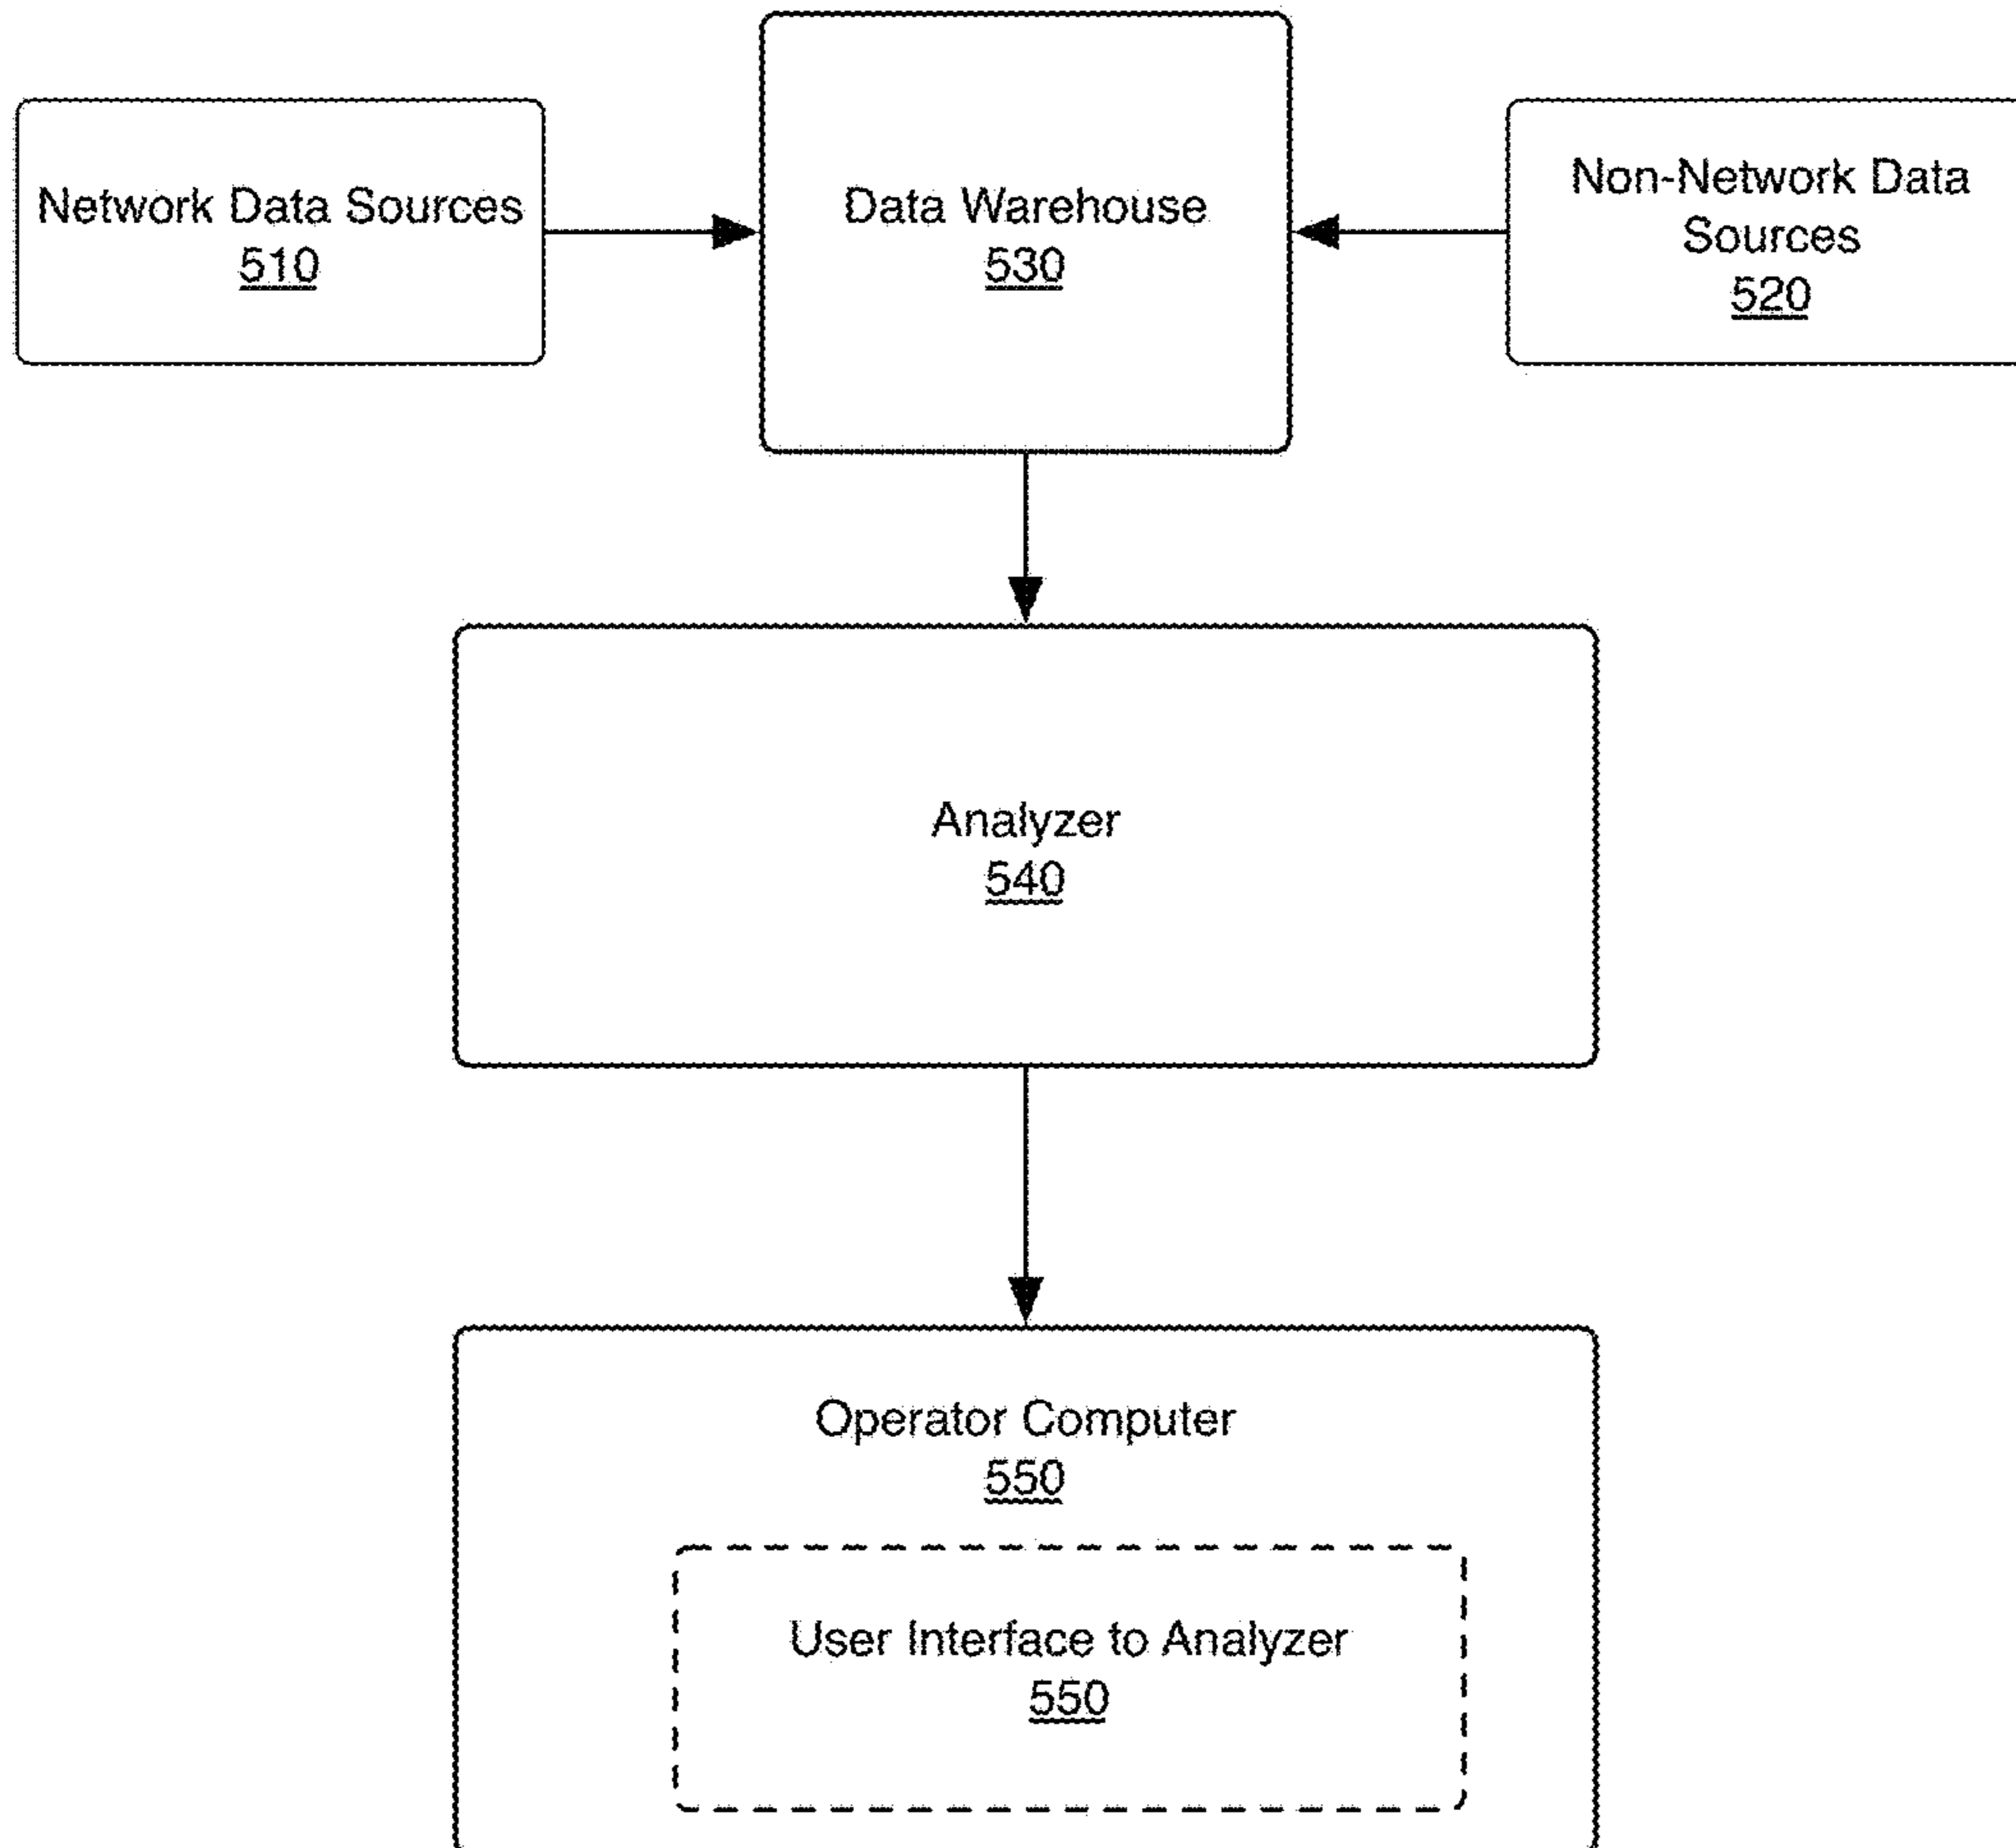 Network Data Sources
510
Data Warehouse
530
Non-Network Data
Sources
520
Analyzer
540
Operator Computer
550
User Interface to Analyzer
550